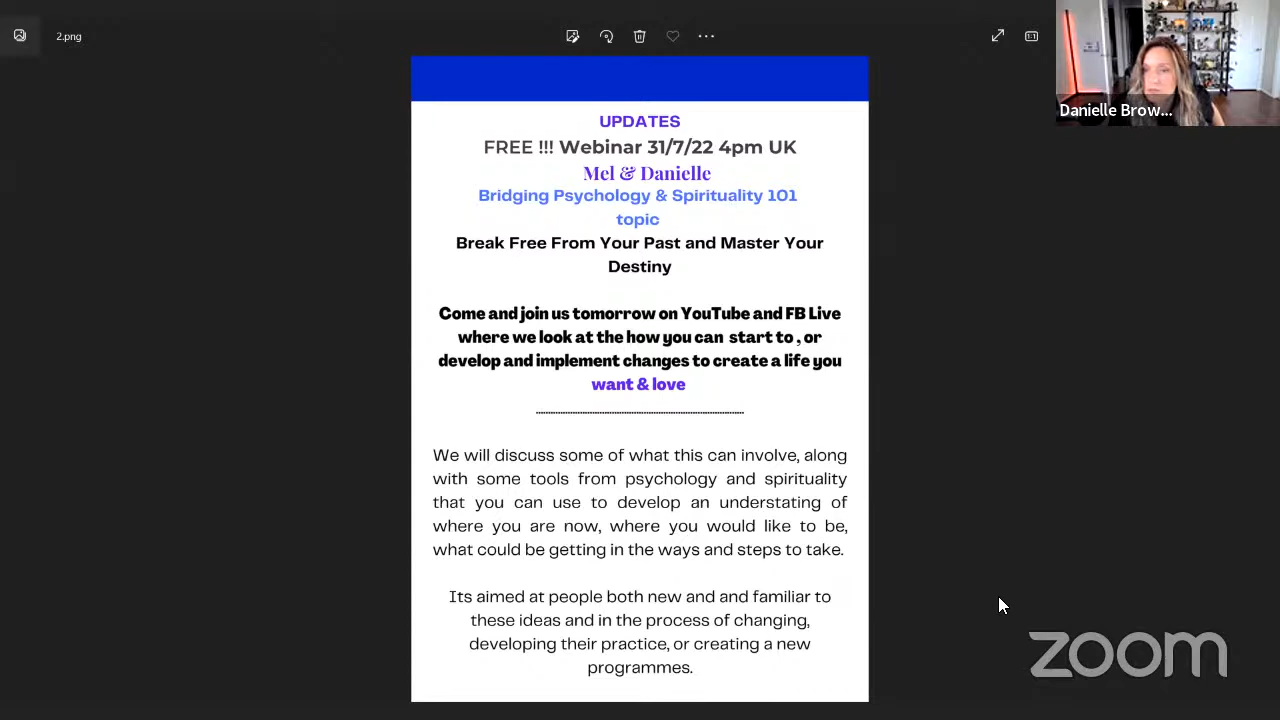 2.png
Danielle Brow...
UPDATES
FREE !!! Webinar 31/7/22 4pm UK
Mel & Danielle
Bridging Psychology & Spirituality 101
topic
Break Free From Your Past and Master Your
Destiny
Come and join us tomorrow on YouTube and FB Live
where we look at the how you can start to , or
develop and implement changes to create a life you
want & love
We will discuss some of what this can involve, along
with some tools from psychology and spirituality
that you can use to develop an understating of
where you are now, where you would like to be,
what could be getting in the ways and steps to take.
Its aimed at people both new and and familiar to
these ideas and in the process of changing,
developing their practice, or creating a new
programmes.
zoom